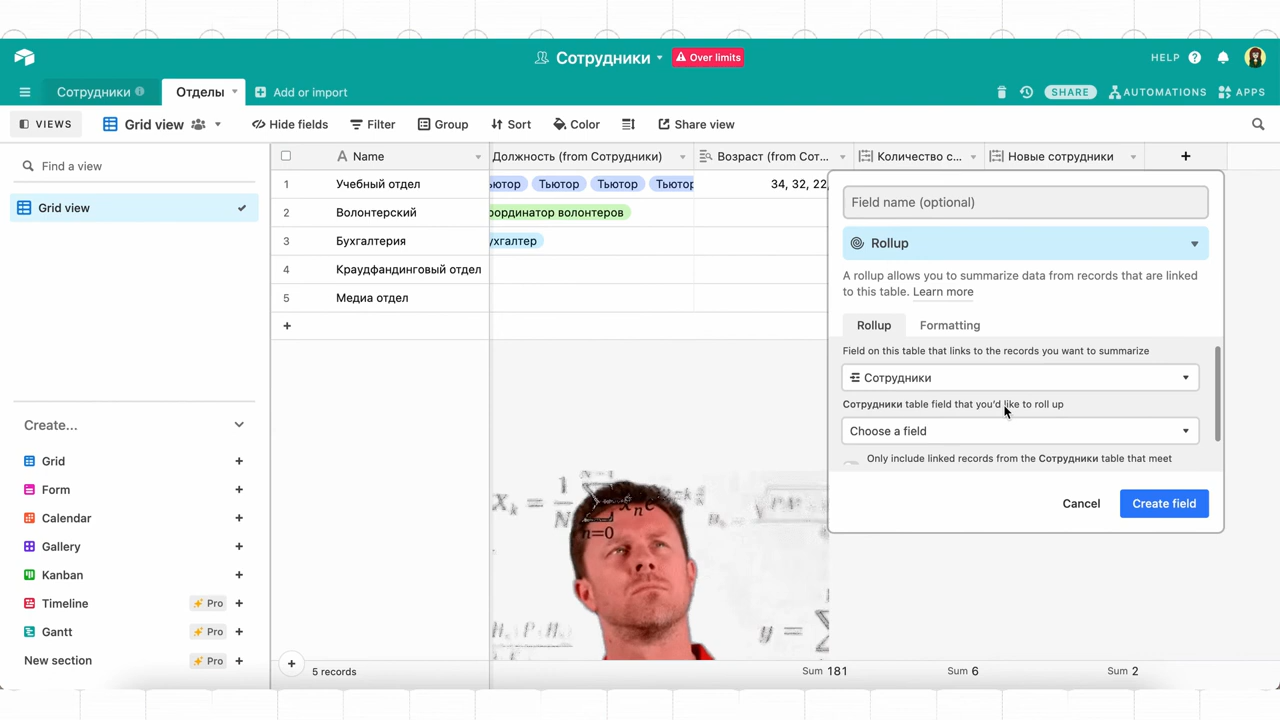 Сотрудники
Over limits
HELP
Сотрудники
Отделы
Add or import
SHARE
AUTOMATIONS
APPS
VIEWS
Grid view
Hide fields
Filter
Group
Sort
Color
Share view
Find a view
Grid view
Name
Должность (from Сотрудники)
Возраст (from Сот...
Количество с...
Новые сотрудники
1 Учебный отдел ьютор Тьютор Тьютор Тьютор 34, 32, 22,
2 Волонтерский оординатор волонтеров
3 Бухгалтерия ухгалтер
4 Краудфандинговый отдел
5 Медиа отдел
Field name (optional)
Rollup
A rollup allows you to summarize data from records that are linked
to this table. Learn more
Rollup
Formatting
Field on this table that links to the records you want to summarize
Сотрудники
Сотрудники table field that you'd like to roll up
Choose a field
Only include linked records from the Сотрудники table that meet
Cancel
Create field
Create...
Grid
Form
Calendar
Gallery
Kanban
Timeline Pro
Gantt Pro
New section Pro
5 records
Sum 181
Sum 6
Sum 2